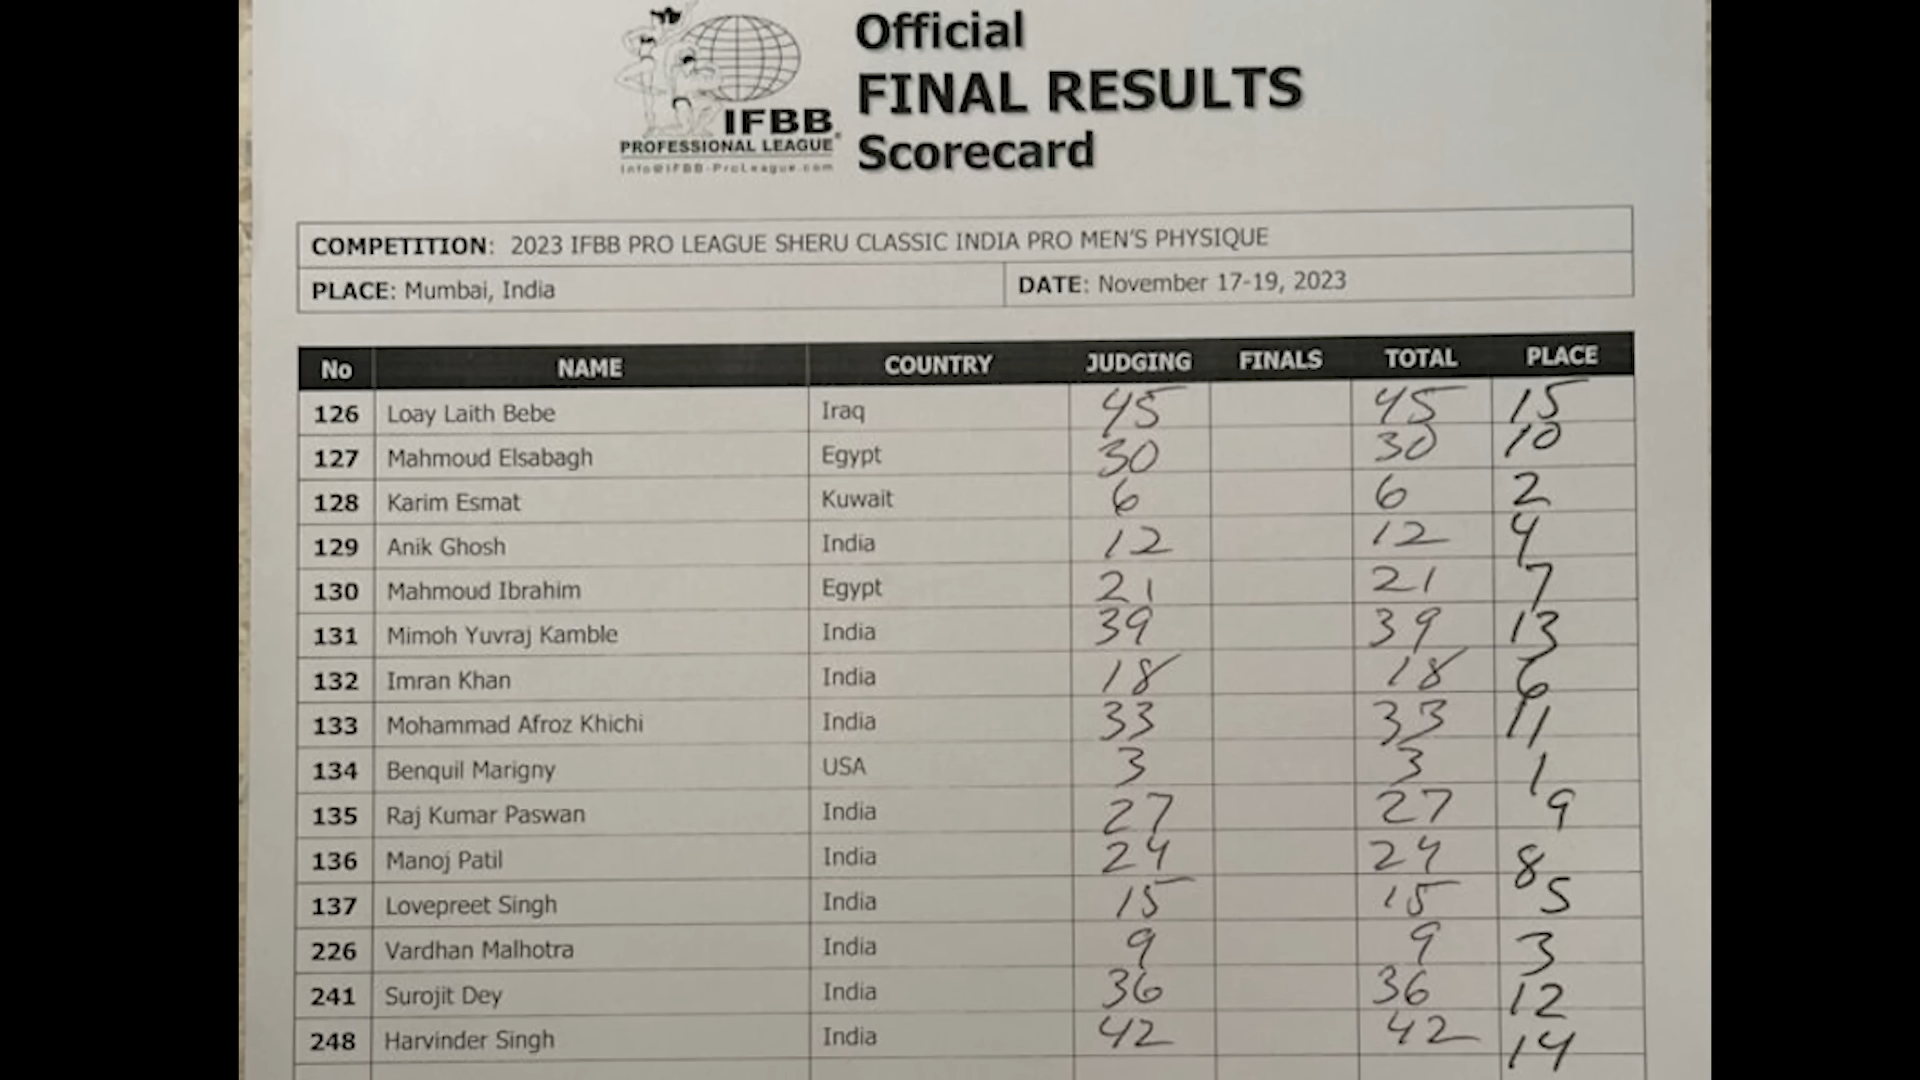 Official
FINAL RESULTS
Scorecard
IFBB
PROFESSIONAL LEAGUE®
Info@IFBB-ProLeague.com
COMPETITION: 2023 IFBB PRO LEAGUE SHERU CLASSIC INDIA PRO MEN'S PHYSIQUE
PLACE: Mumbai, India DATE: November 17-19, 2023
No NAME COUNTRY JUDGING FINALS TOTAL PLACE
126 Loay Laith Bebe Iraq 45 45 15
127 Mahmoud Elsabagh Egypt 30 30 10
128 Karim Esmat Kuwait 6 6 2
129 Anik Ghosh India 12 12 4
130 Mahmoud Ibrahim Egypt 21 21 7
131 Mimoh Yuvraj Kamble India 39 39 13
132 Imran Khan India 18 18 6
133 Mohammad Afroz Khichi India 33 33 11
134 Benquil Marigny USA 3 3 1
135 Raj Kumar Paswan India 27 27 9
136 Manoj Patil India 24 24 8
137 Lovepreet Singh India 15 15 5
226 Vardhan Malhotra India 9 9 3
241 Surojit Dey India 36 36 12
248 Harvinder Singh India 42 42 14